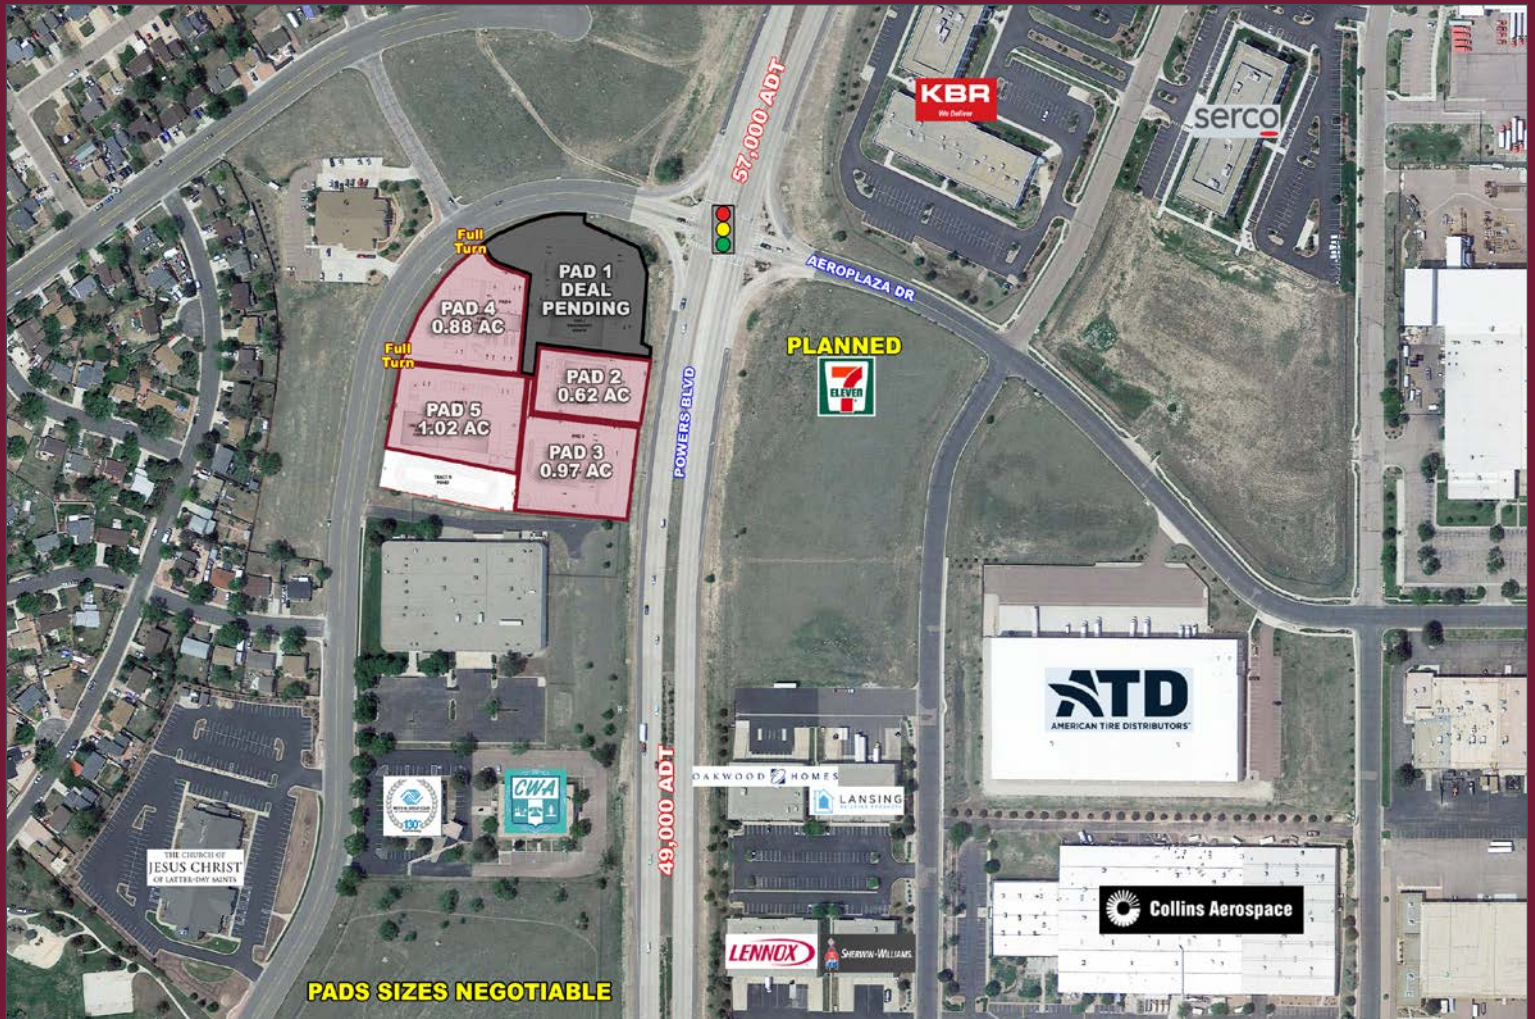 57,000 ADT
KBR
We Deliver
serco
Full
Turn
PAD 1
DEAL
PENDING
AEROPLAZA DR
PAD 4
0.88 AC
Full
Turn
PLANNED
7
ELEVEN
PAD 2
0.62 AC
POWERS BLVD
PAD 5
1.02 AC
PAD 3
0.97 AC
ATD
AMERICAN TIRE DISTRIBUTORS
49,000 ADT
OAKWOOD HOMES
CWA
LANSING
130
THE CHURCH OF
JESUS CHRIST
OF LATTER-DAY SAINTS
Collins Aerospace
LENNOX
SHERWIN-WILLIAMS.
PADS SIZES NEGOTIABLE